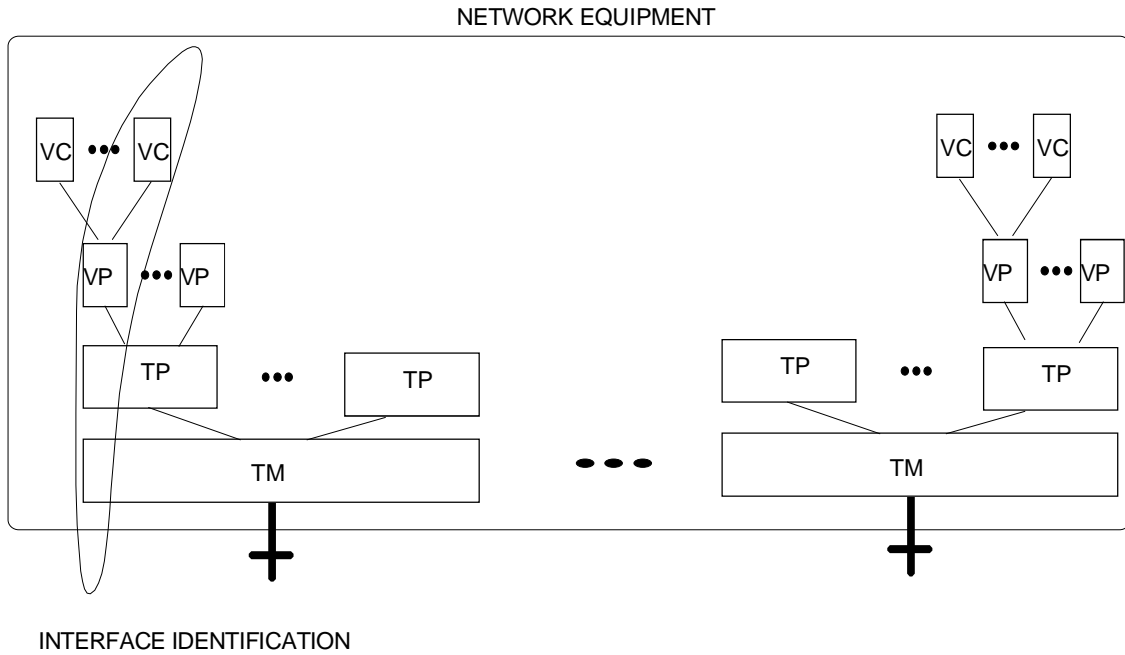 NETWORK EQUIPMENT
VC ••• VC VC ••• VC
VP ••• VP VP ••• VP
TP ••• TP TP ••• TP
TM TM
INTERFACE IDENTIFICATION